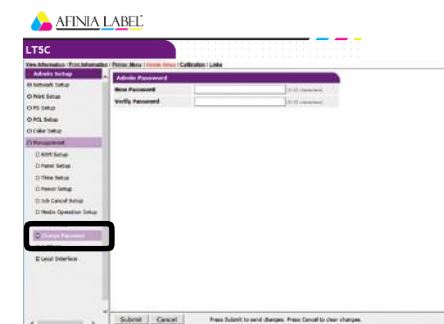 AFINIA LABEL
LT5C
View Information | Print Information | Printer Menu | Admin Setup | Calibration | Links
Admin Setup
Admin Password
New Password
Verify Password
Network Setup
Print Setup
PS Setup
PCL Setup
Color Setup
Management
Panel Setup
Time Setup
Power Setup
Job Cancel Setup
Media Operation Setup
Change Password
Local Interface
Submit Cancel Press Submit to send changes. Press Cancel to clear changes.